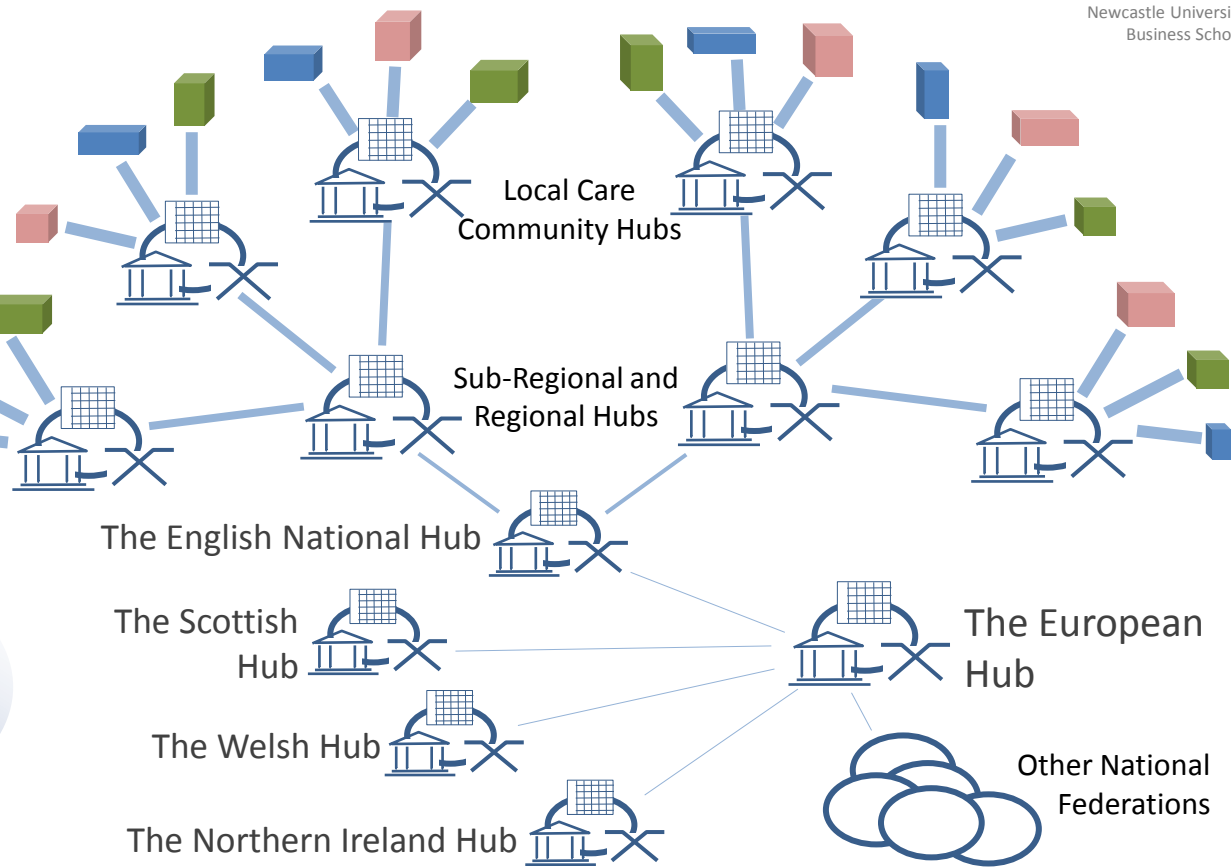 Newcastle Universi
Business Scho
Local Care
Community Hubs
Sub-Regional and
Regional Hubs
The English National Hub
The Scottish
Hub
The European
Hub
The Welsh Hub
Other National
Federations
The Northern Ireland Hub